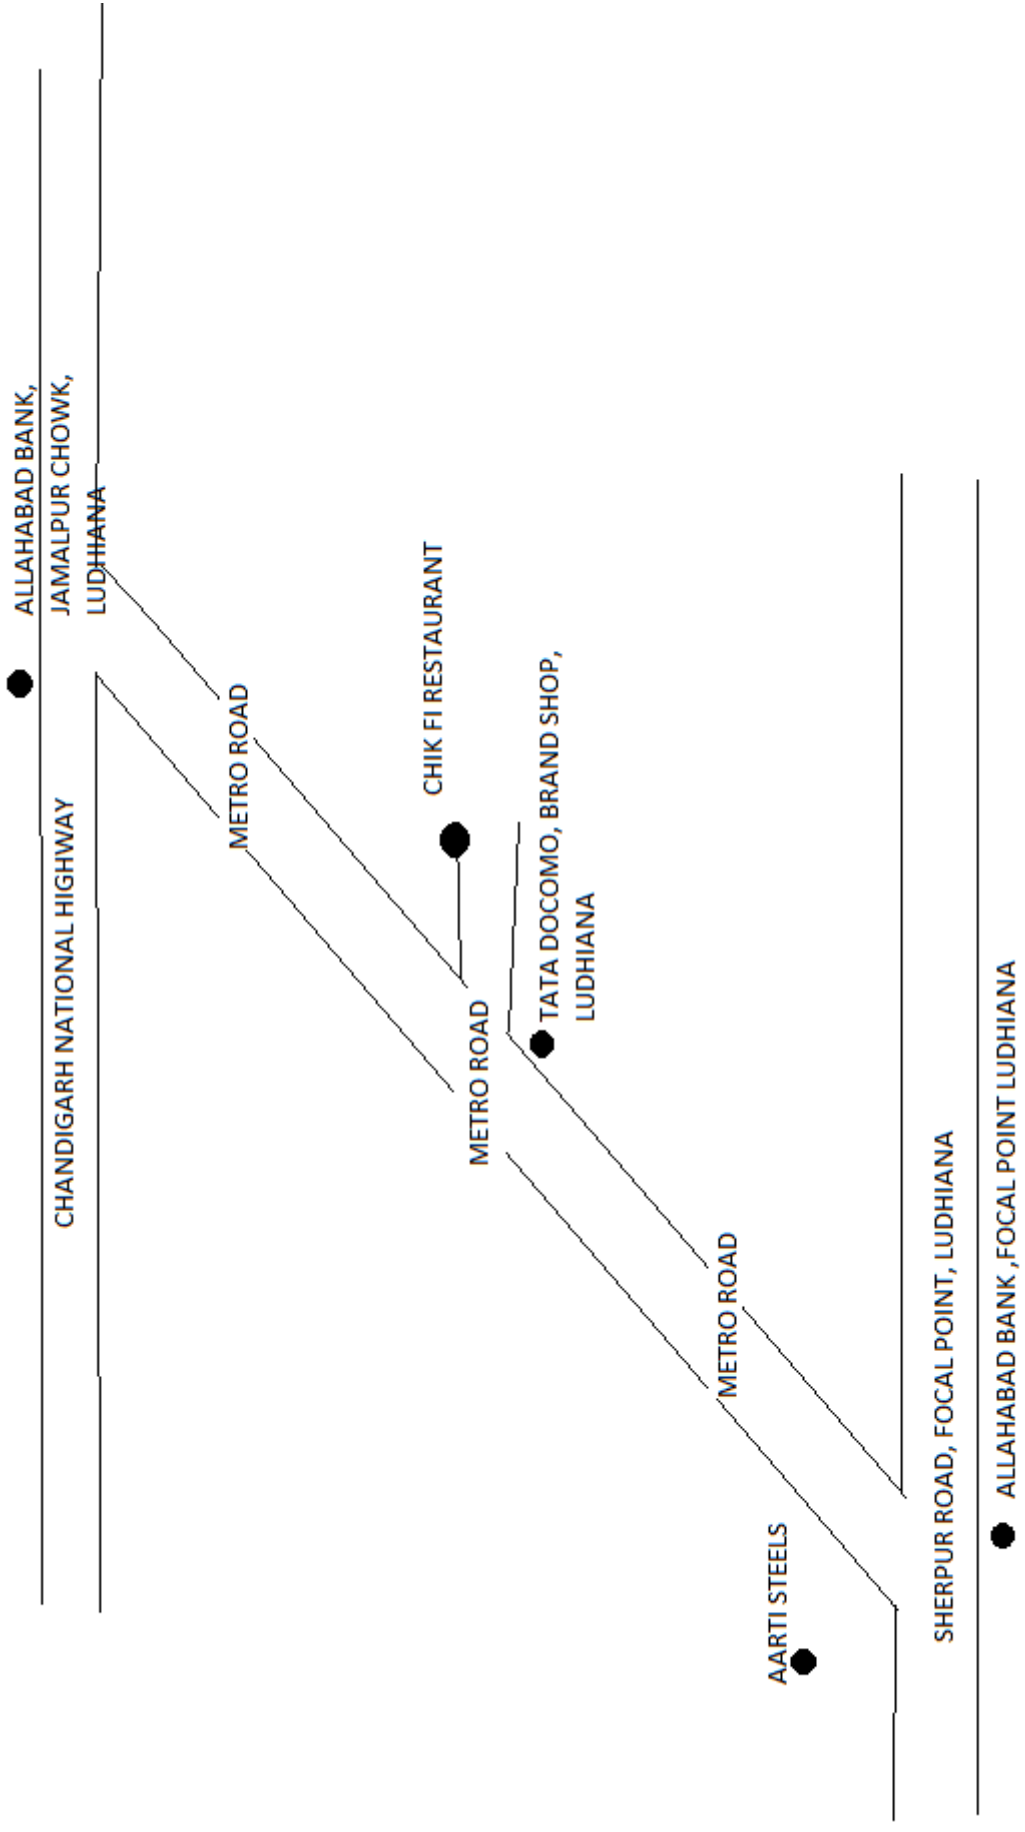 ALLAHABAD BANK,
JAMALPUR CHOWK,
LUDHIANA
CHANDIGARH NATIONAL HIGHWAY
METRO ROAD
CHIK FI RESTAURANT
METRO ROAD
TATA DOCOMO, BRAND SHOP,
LUDHIANA
METRO ROAD
AARTI STEELS
SHERPUR ROAD, FOCAL POINT, LUDHIANA
ALLAHABAD BANK ,FOCAL POINT LUDHIANA